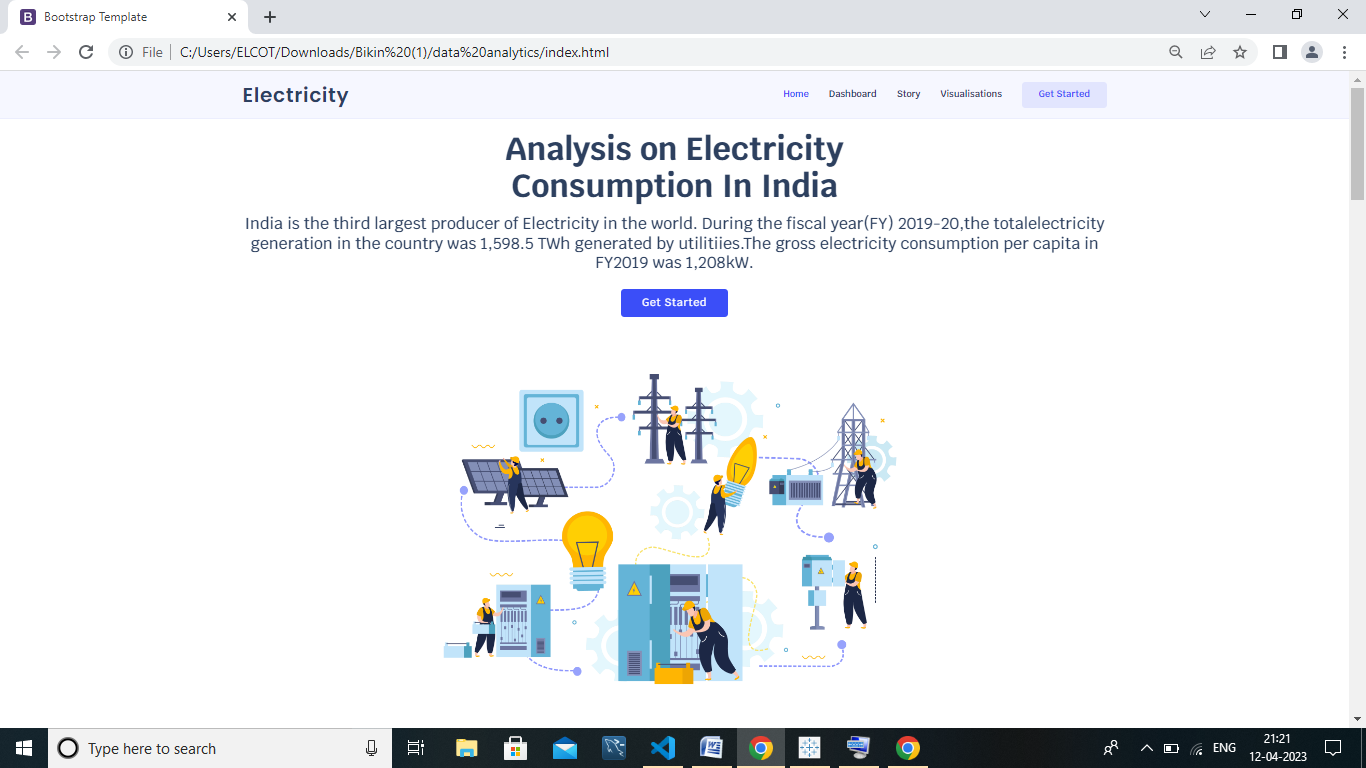 Bootstrap Template
File
C:/Users/ELCOT/Downloads/Bikin%20(1)/data%20analytics/index.html
Electricity
Home Dashboard Story Visualisations Get Started
Analysis on Electricity
Consumption In India
India is the third largest producer of Electricity in the world. During the fiscal year(FY) 2019-20,the totalelectricity
generation in the country was 1,598.5 TWh generated by utilitiies.The gross electricity consumption per capita in
FY2019 was 1,208kW.
Get Started
Type here to search
ENG
21:21
12-04-2023